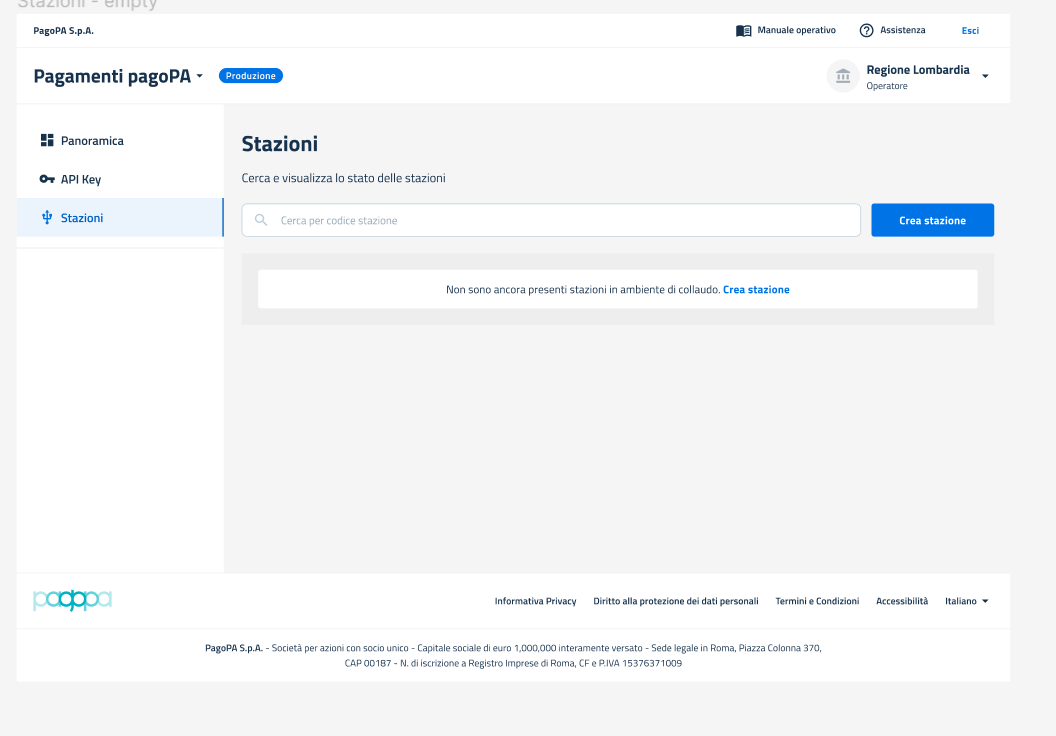 Stazioni - empty
PagoPA S.p.A.
Manuale operativo
Assistenza
Esci
Pagamenti pagoPA
Produzione
Regione Lombardia
Operatore
Panoramica
API Key
Stazioni
Stazioni
Cerca e visualizza lo stato delle stazioni
Cerca per codice stazione
Crea stazione
Non sono ancora presenti stazioni in ambiente di collaudo. Crea stazione
pagopa
Informativa Privacy
Diritto alla protezione dei dati personali
Termini e Condizioni
Accessibilità
Italiano
PagoPA S.p.A. - Società per azioni con socio unico - Capitale sociale di euro 1,000,000 interamente versato - Sede legale in Roma, Piazza Colonna 370,
CAP 00187 - N. di iscrizione a Registro Imprese di Roma, CF e P.IVA 15376371009